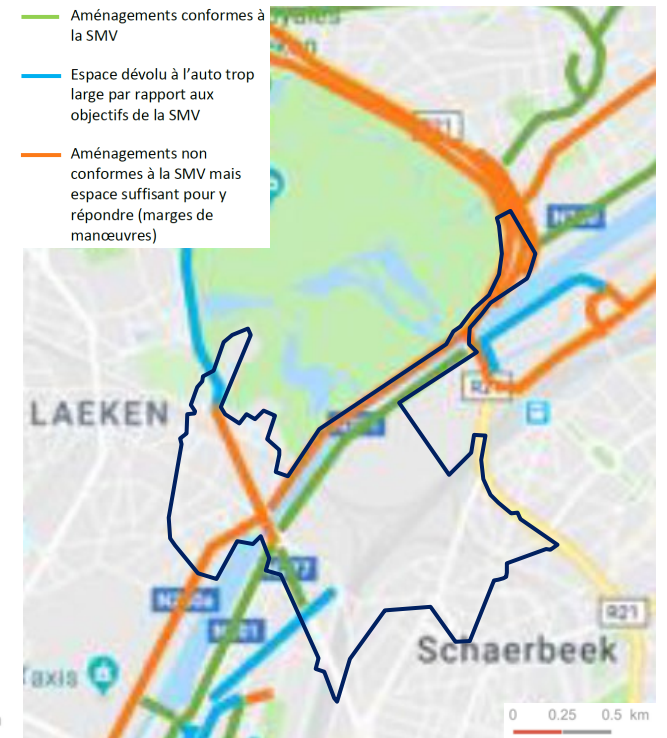 Aménagements conformes à
la SMV
Espace dévolu à l'auto trop
large par rapport aux
objectifs de la SMV
Aménagements non
conformes à la SMV mais
espace suffisant pour y
répondre (marges de
manœuvres)
LAEKEN
R21
Schaerbeek
axis
0 0.25 0.5 km